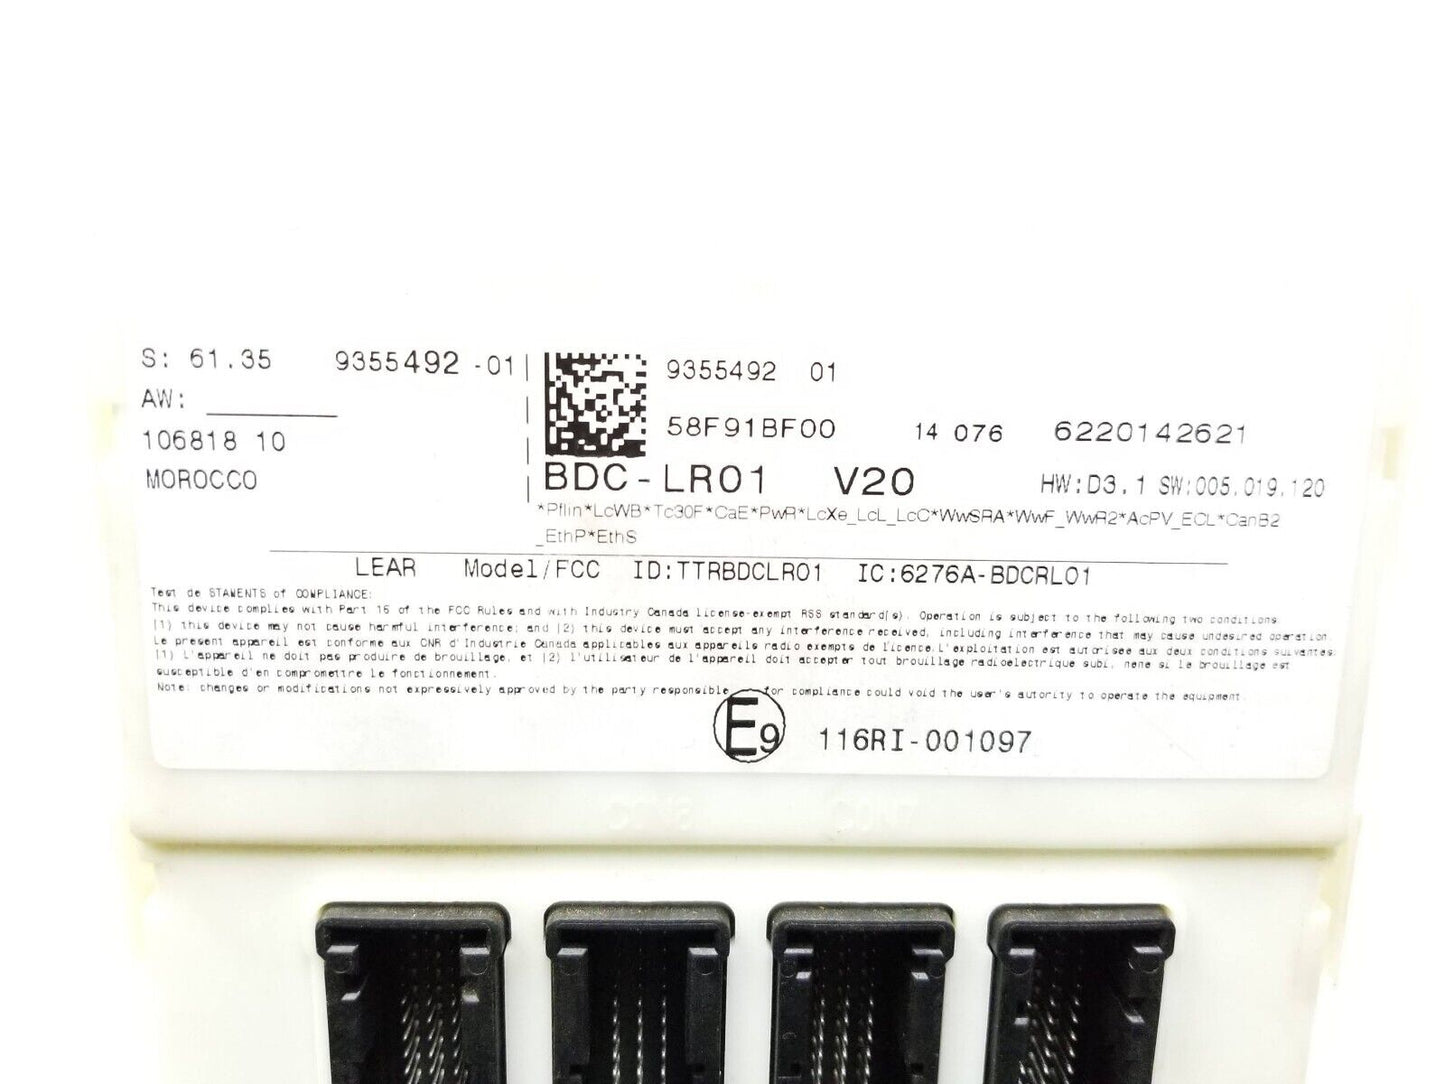 S: 61.35 9355492 -01
AW:
106818 10
MOROCCO
9355492 01
58F91BF00 14 076 6220142621
BDC-LR01 V20 HW:D3.1 SW:005.019.120
*Pflin*LcWB*Tc30F*CaE*PwR*LcXe_LcL_LcC*WwSRA*WwF_WwR2*AcPV_ECL*CanB2
_EthP*EthS
LEAR Model/FCC ID:TTRBDCLR01 IC:6276A-BDCRL01
Test de STAWENTS of COMPLIANCE:
This device complies with Part 15 of the FCC Rules and with Industry Canada license-exempt RSS standard(s). Operation is subject to the following two conditions
(1) this device may not cause harmful interference; and (2) this device must accept any interference received, including interference that may cause undesired operation.
Le present appareil est conforme aux CNR d'Industrie Canada applicables aux appareils radio exempts de l'icence.L'exploitation est autorisee aux deux conditions suivantes:
(1) L'appareil ne doit pas produire de brouillage, et (2) l'utilisateur de l'appareil doit accepter tout brouillage radioelectrique subi, nene si le brouillage est
susceptible d'en compromettre le fonctionnement.
Note: changes or modifications not expressively approved by the party responsible for compliance could void the user's autority to operate the equipment.
E9 116RI-001097